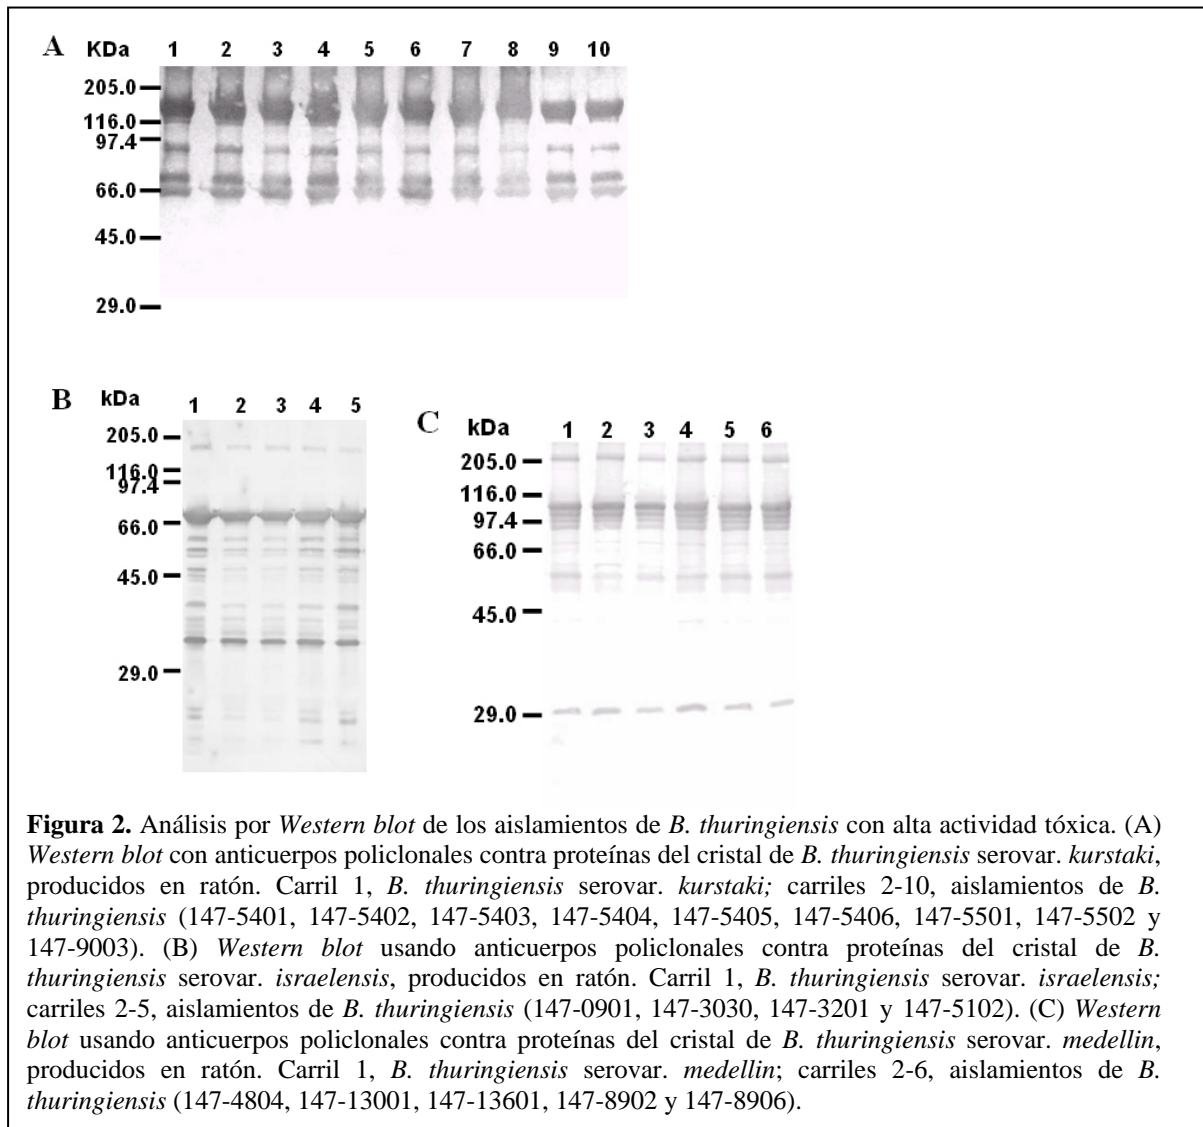 A KDa 1 2 3 4 5 6 7 8 9 10
205.0
116.0
97.4
66.0
45.0
29.0
B kDa 1 2 3 4 5
205.0
116.0
97.4
66.0
45.0
29.0
C kDa 1 2 3 4 5 6
205.0
116.0
97.4
66.0
45.0
29.0
Figura 2. Análisis por Western blot de los aislamientos de B. thuringiensis con alta actividad tóxica. (A)
Western blot con anticuerpos policlonales contra proteínas del cristal de B. thuringiensis serovar. kurstaki,
producidos en ratón. Carril 1, B. thuringiensis serovar. kurstaki; carriles 2-10, aislamientos de B.
thuringiensis (147-5401, 147-5402, 147-5403, 147-5404, 147-5405, 147-5406, 147-5501, 147-5502 y
147-9003). (B) Western blot usando anticuerpos policlonales contra proteínas del cristal de B.
thuringiensis serovar. israelensis, producidos en ratón. Carril 1, B. thuringiensis serovar. israelensis;
carriles 2-5, aislamientos de B. thuringiensis (147-0901, 147-3030, 147-3201 y 147-5102). (C) Western
blot usando anticuerpos policlonales contra proteínas del cristal de B. thuringiensis serovar. medellin,
producidos en ratón. Carril 1, B. thuringiensis serovar. medellin; carriles 2-6, aislamientos de B.
thuringiensis (147-4804, 147-13001, 147-13601, 147-8902 y 147-8906).